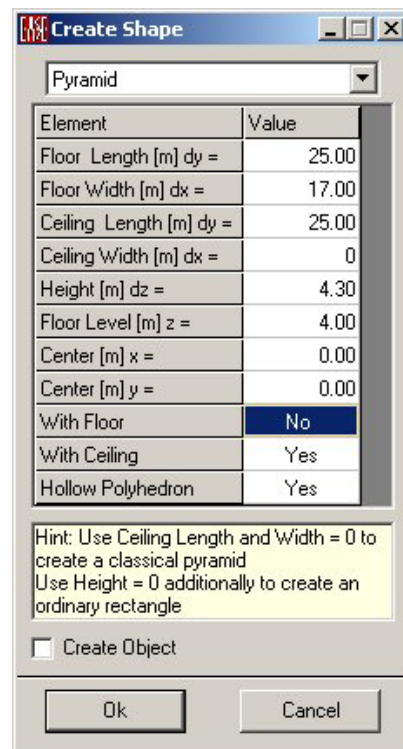 EASE Create Shape
Pyramid
Element Value
Floor Length [m] dy = 25.00
Floor Width [m] dx = 17.00
Ceiling Length [m] dy = 25.00
Ceiling Width [m] dx = 0
Height [m] dz = 4.30
Floor Level [m] z = 4.00
Center [m] x = 0.00
Center [m] y = 0.00
With Floor No
With Ceiling Yes
Hollow Polyhedron Yes
Hint: Use Ceiling Length and Width = 0 to
create a classical pyramid
Use Height = 0 additionally to create an
ordinary rectangle
Create Object
Ok Cancel